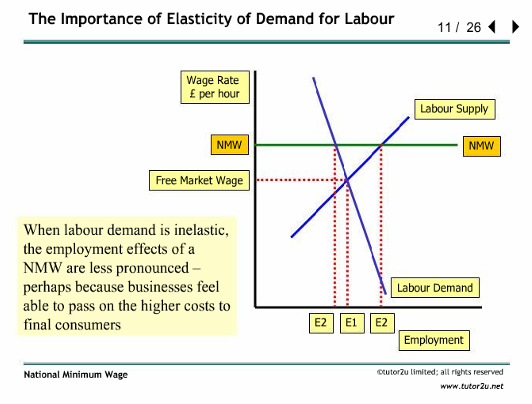 The Importance of Elasticity of Demand for Labour
11 / 26
Wage Rate
£ per hour
Labour Supply
NMW
NMW
Free Market Wage
When labour demand is inelastic,
the employment effects of a
NMW are less pronounced –
perhaps because businesses feel
able to pass on the higher costs to
final consumers
Labour Demand
E2
E1
E2
Employment
National Minimum Wage
©tutor2u limited; all rights reserved
www.tutor2u.net